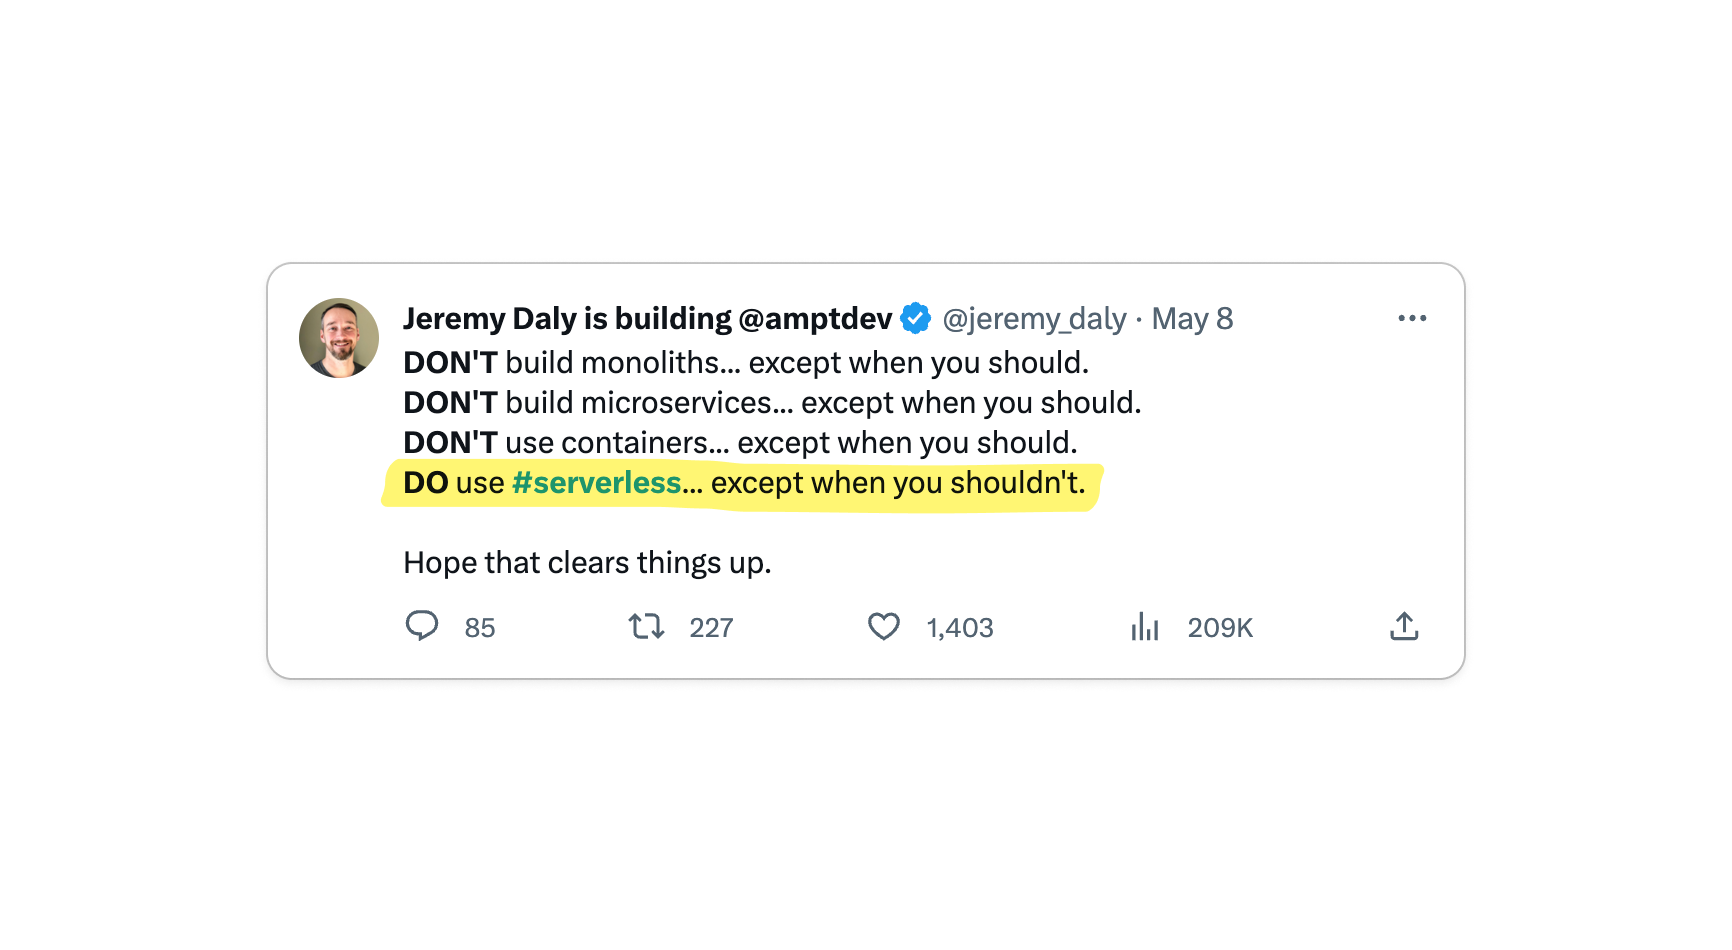 Jeremy Daly is building @amptdev @jeremy_daly · May 8
DON'T build monoliths... except when you should.
DON'T build microservices... except when you should.
DON'T use containers... except when you should.
DO use #serverless... except when you shouldn't.
Hope that clears things up.
85 227 1,403 209K